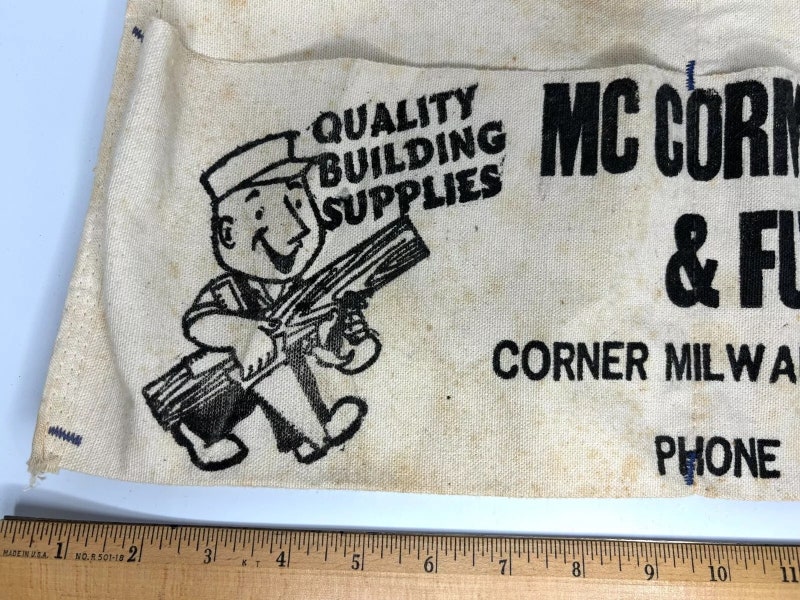 QUALITY
BUILDING
SUPPLIES
MC CORM
& FU
CORNER MILWA
PHONE
MADE IN U.S.A. 1 NO. R 501-18 2 3 K T 4 5 6 7 8 9 10 11